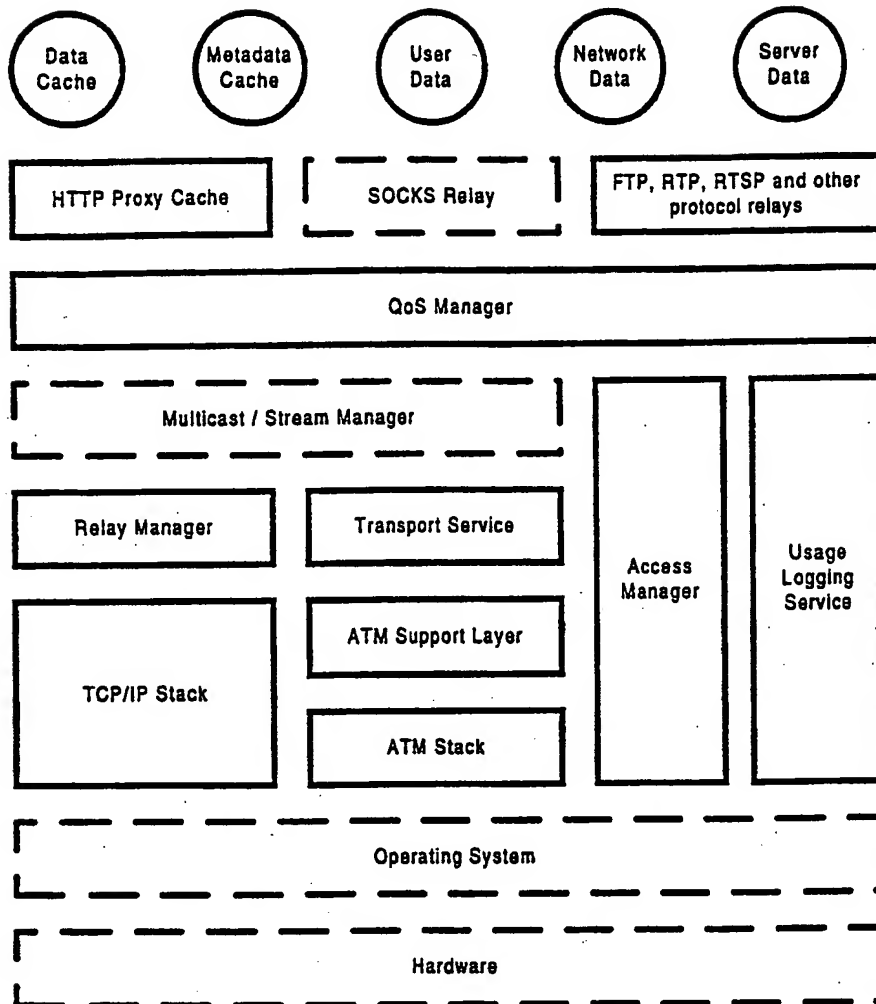 Data
Cache
Metadata
Cache
User
Data
Network
Data
Server
Data
HTTP Proxy Cache
SOCKS Relay
FTP, RTP, RTSP and other
protocol relays
QoS Manager
Multicast / Stream Manager
Relay Manager
Transport Service
Access
Manager
Usage
Logging
Service
ATM Support Layer
TCP/IP Stack
ATM Stack
Operating System
Hardware